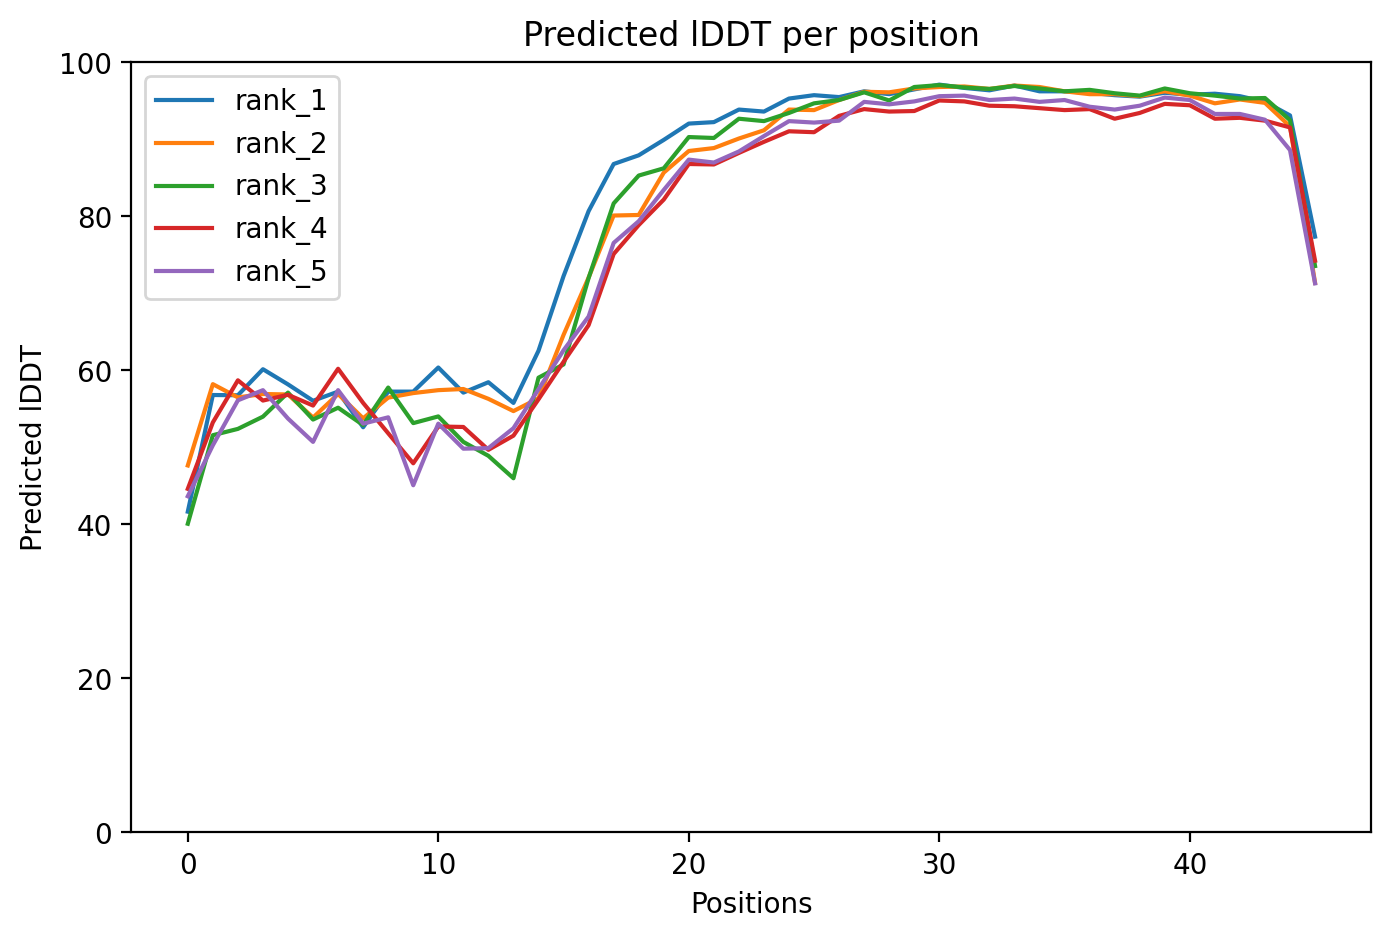 Predicted lDDT per position
100
80
60
40
20
0
Predicted lDDT
rank_1
rank_2
rank_3
rank_4
rank_5
0 10 20 30 40
Positions